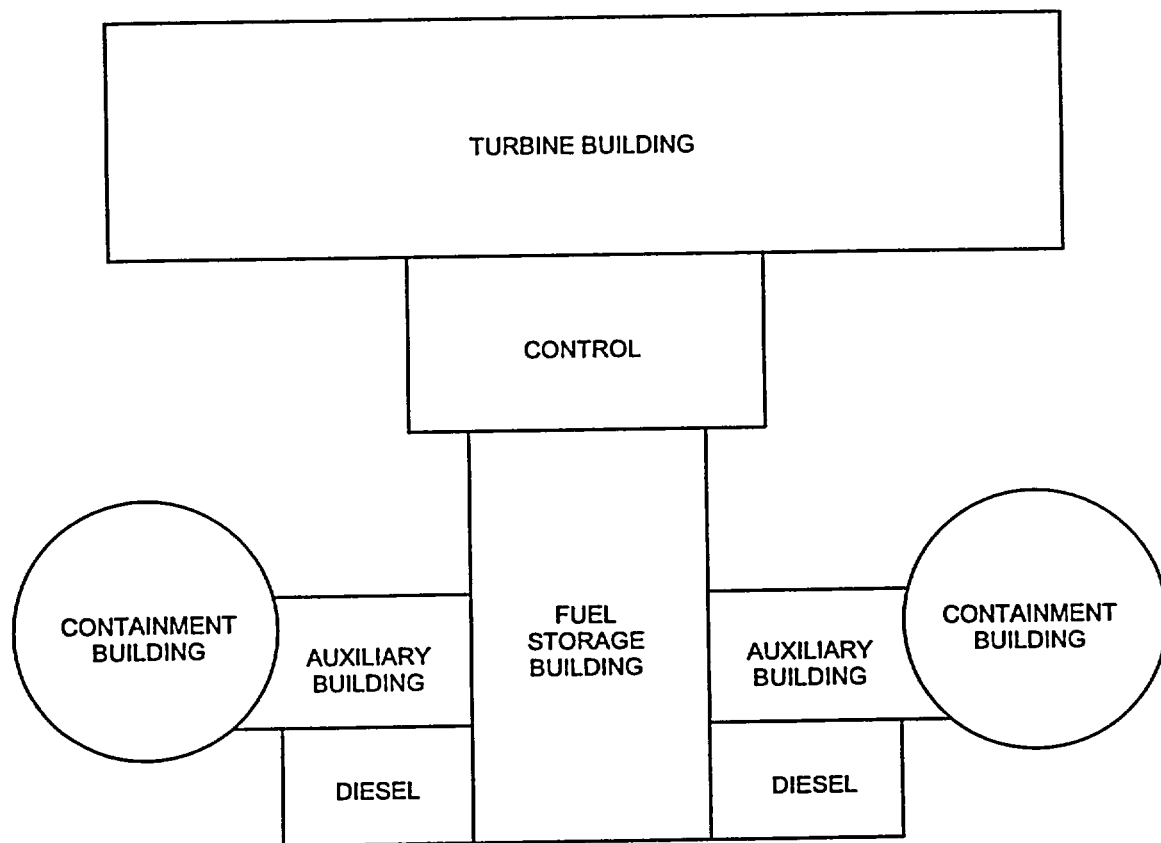 TURBINE BUILDING
CONTROL
CONTAINMENT
BUILDING
AUXILIARY
BUILDING
FUEL
STORAGE
BUILDING
AUXILIARY
BUILDING
CONTAINMENT
BUILDING
DIESEL
DIESEL